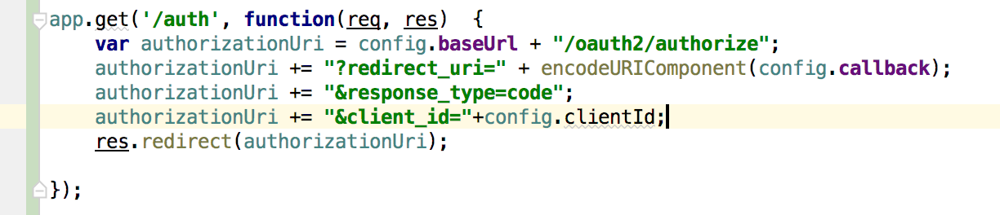 app.get('/auth', function(req, res)  {
    var authorizationUri = config.baseUrl + "/oauth2/authorize";
    authorizationUri += "?redirect_uri=" + encodeURIComponent(config.callback);
    authorizationUri += "&response_type=code";
    authorizationUri += "&client_id="+config.clientId;
    res.redirect(authorizationUri);
});